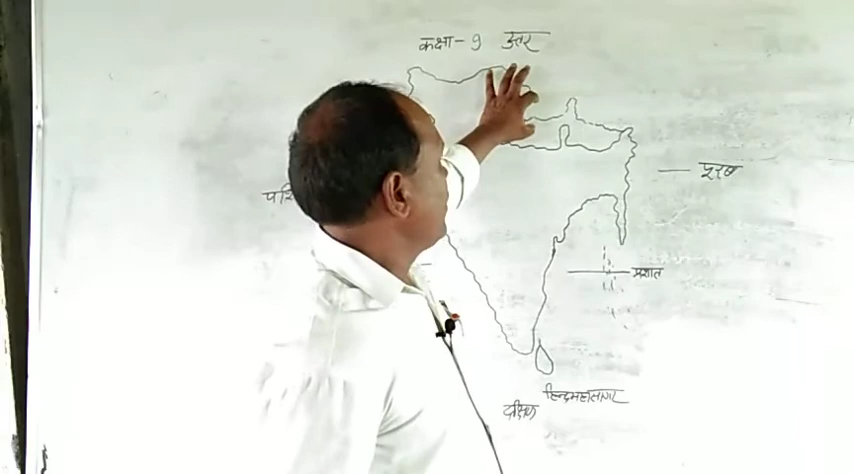 कक्षा - 9 उत्तर
पूरब
प्रशांत
हिन्दमहासागर
दक्षिण